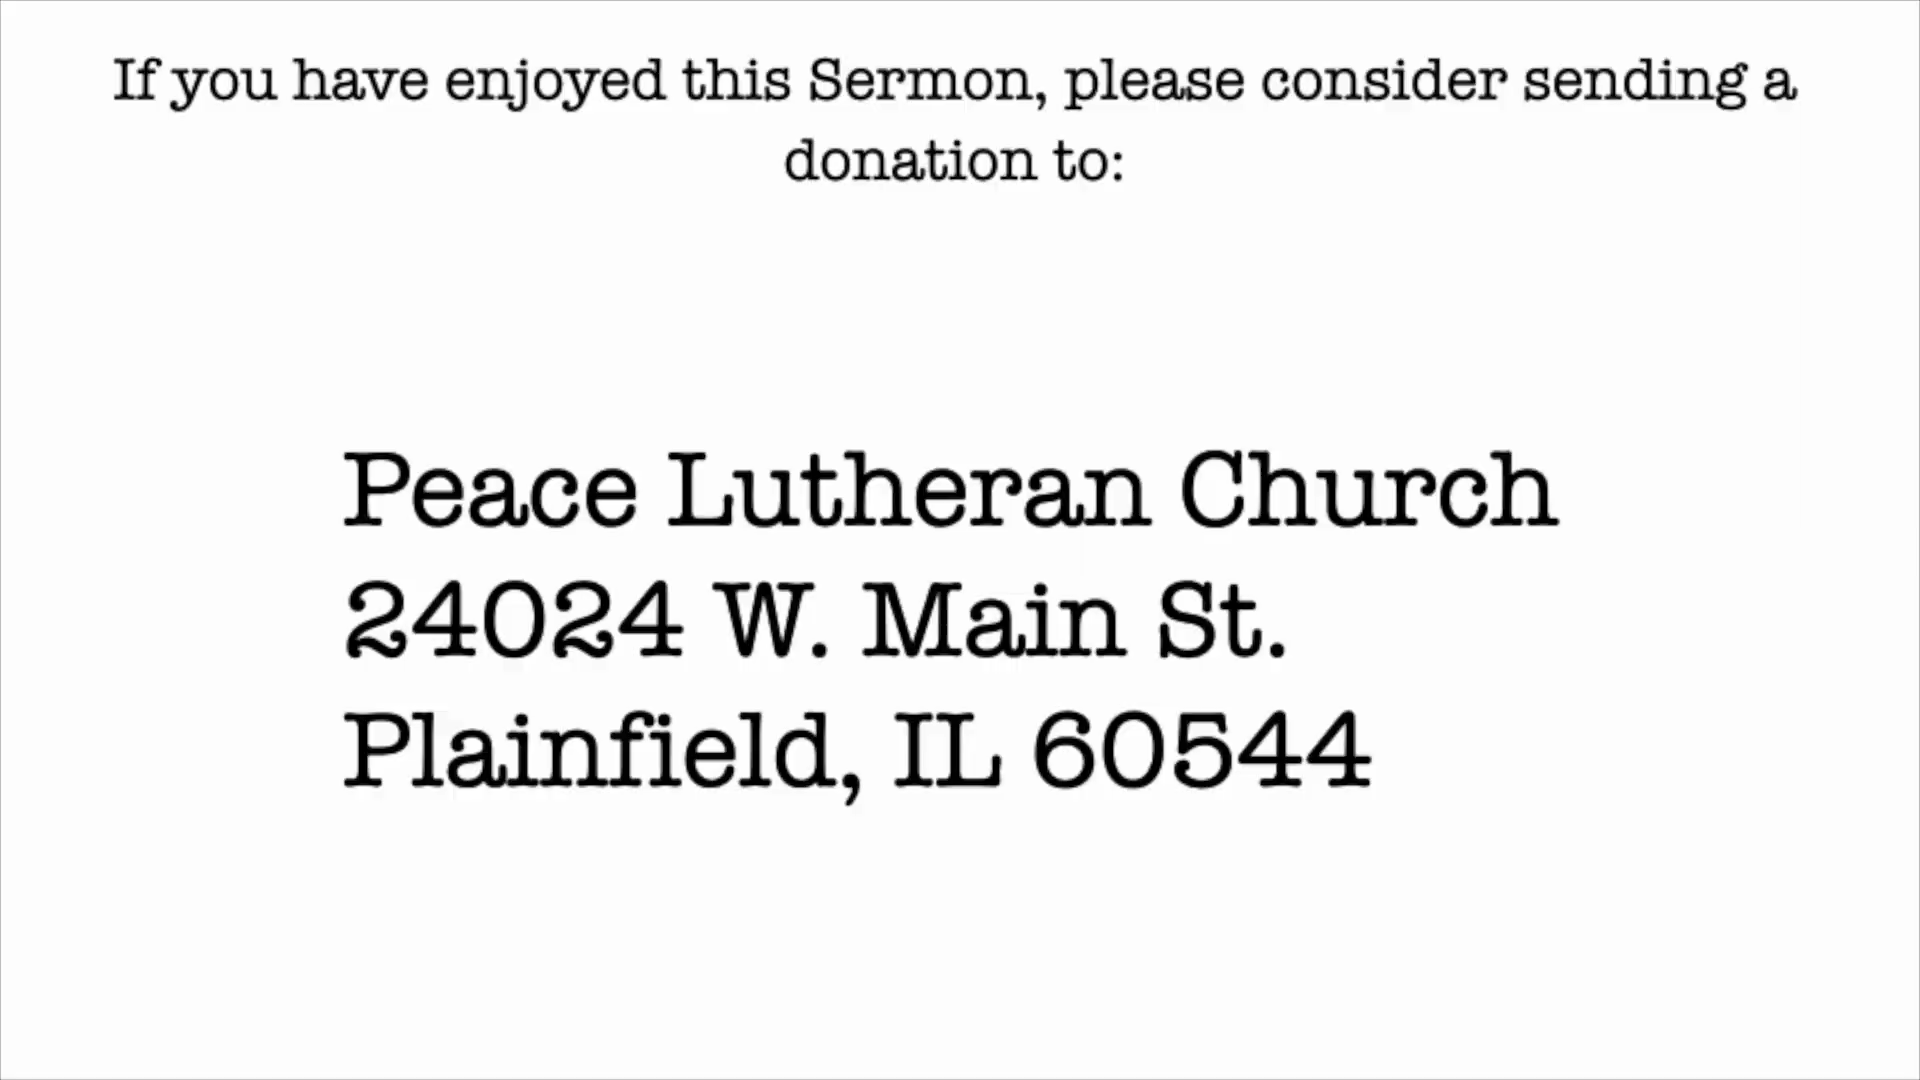 If you have enjoyed this Sermon, please consider sending a
donation to:
Peace Lutheran Church
24024 W. Main St.
Plainfield, IL 60544